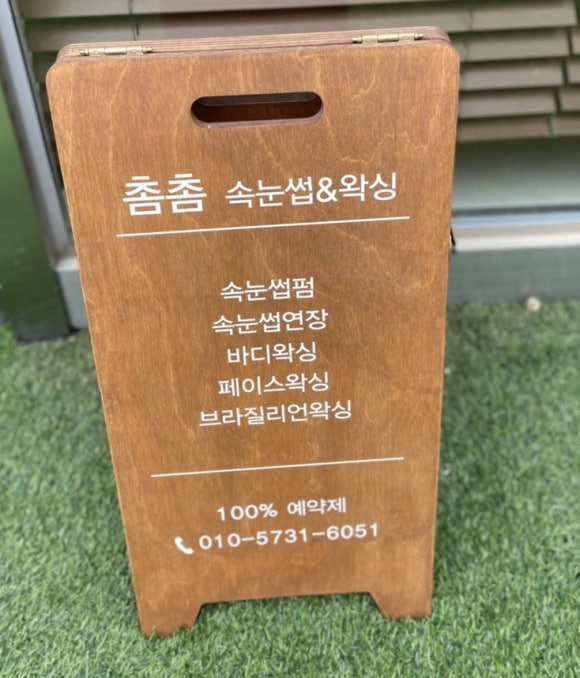 촘촘 속눈썹&왁싱
속눈썹펌
속눈썹연장
바디왁싱
페이스왁싱
브라질리언왁싱
100% 예약제
010-5731-6051